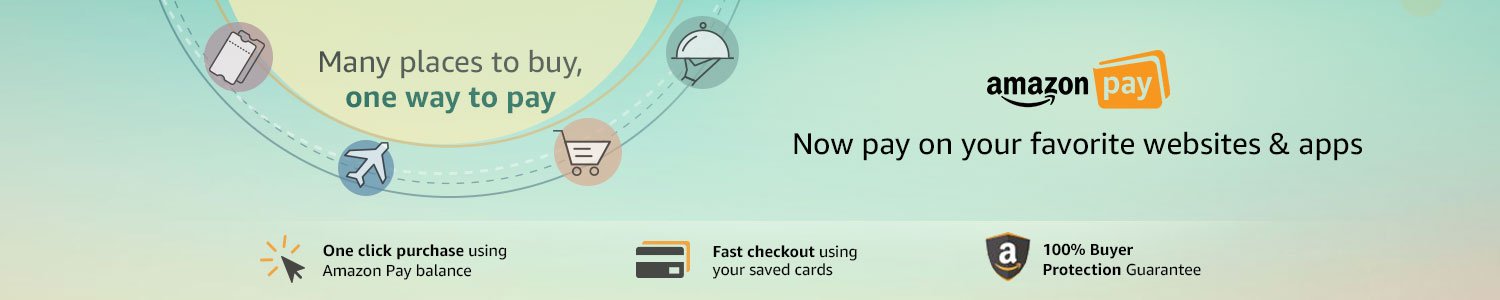 Many places to buy,
one way to pay
amazon pay
Now pay on your favorite websites & apps
One click purchase using
Amazon Pay balance
Fast checkout using
your saved cards
a
100% Buyer
Protection Guarantee